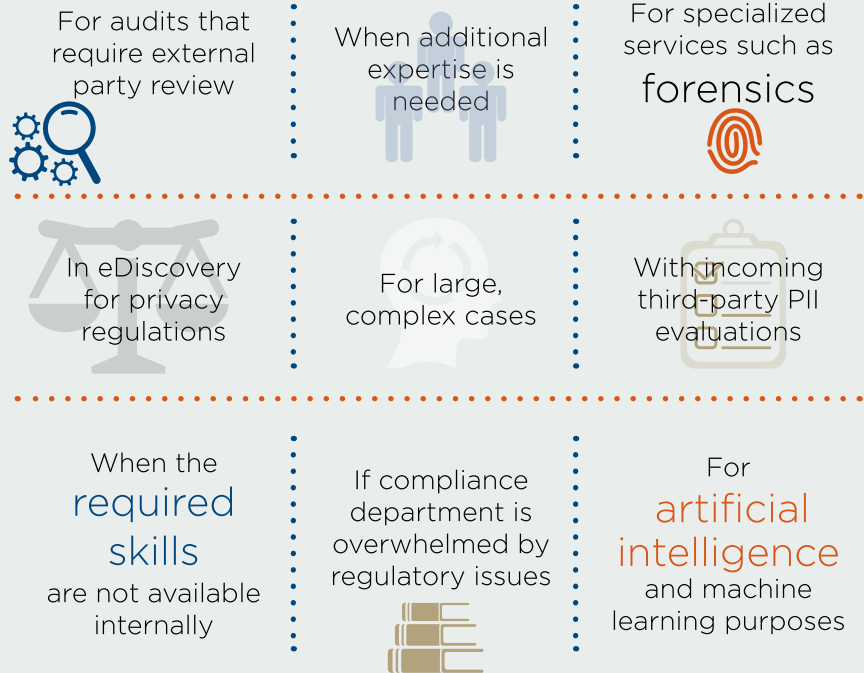 For audits that
require external
party review
When additional
expertise is
needed
For specialized
services such as
forensics
In eDiscovery
for privacy
regulations
For large,
complex cases
With incoming
third-party PII
evaluations
When the
required
skills
are not available
internally
If compliance
department is
overwhelmed by
regulatory issues
For
artificial
intelligence
and machine
learning purposes